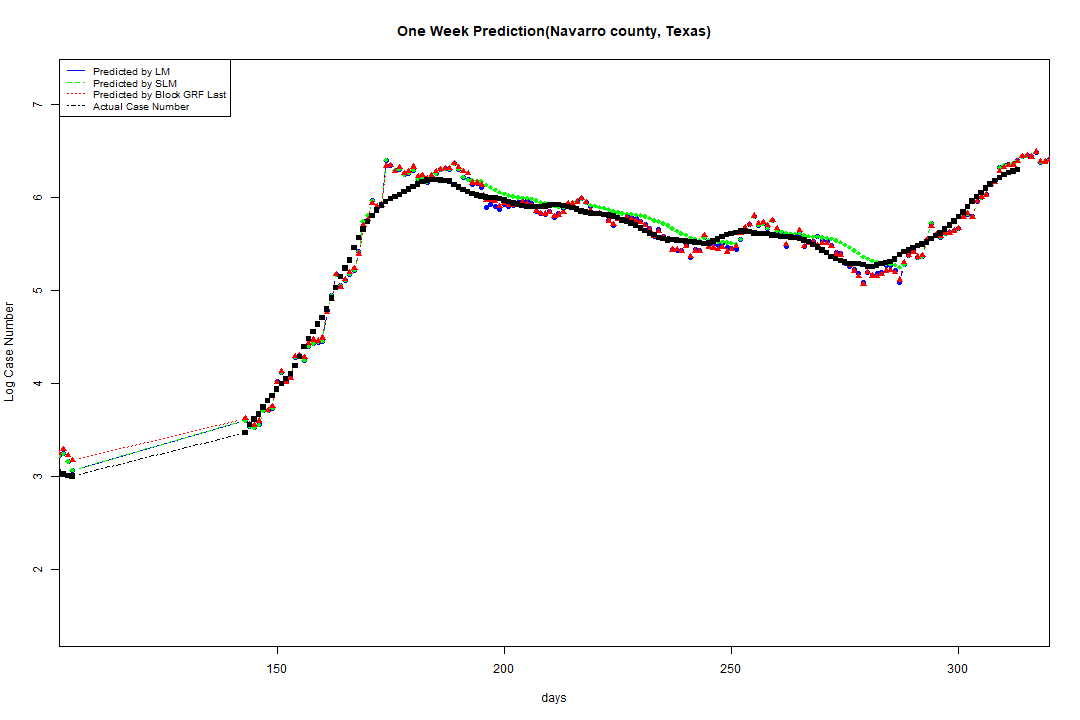 One Week Prediction(Navarro county, Texas)
Predicted by LM
Predicted by SLM
Predicted by Block GRF Last
Actual Case Number
7
6
5
4
3
2
Log Case Number
150
200
250
300
days